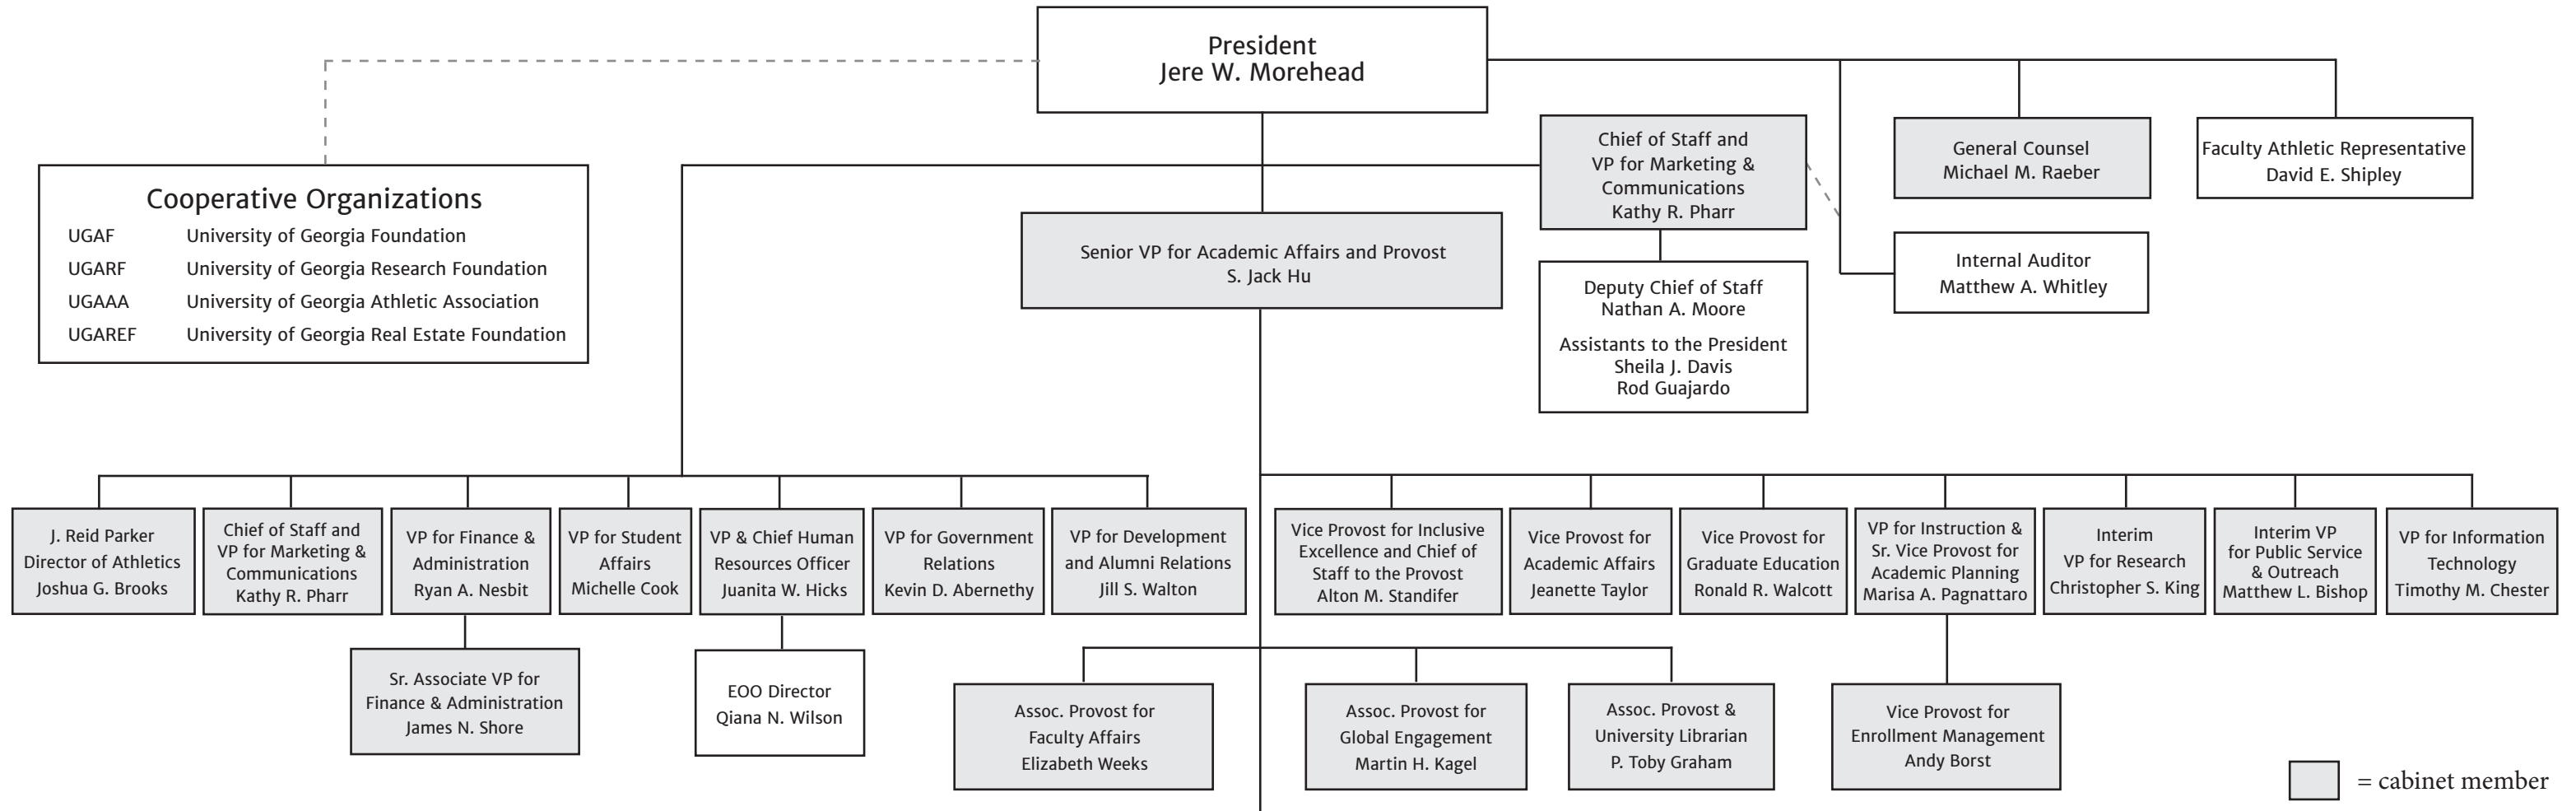 President
Jere W. Morehead
Cooperative Organizations
UGAF University of Georgia Foundation
UGARF University of Georgia Research Foundation
UGAAA University of Georgia Athletic Association
UGAREF University of Georgia Real Estate Foundation
Senior VP for Academic Affairs and Provost
S. Jack Hu
Chief of Staff and
VP for Marketing &
Communications
Kathy R. Pharr
Deputy Chief of Staff
Nathan A. Moore
Assistants to the President
Sheila J. Davis
Rod Guajardo
General Counsel
Michael M. Raeber
Faculty Athletic Representative
David E. Shipley
Internal Auditor
Matthew A. Whitley
J. Reid Parker
Director of Athletics
Joshua G. Brooks
Chief of Staff and
VP for Marketing &
Communications
Kathy R. Pharr
VP for Finance &
Administration
Ryan A. Nesbit
VP for Student
Affairs
Michelle Cook
VP & Chief Human
Resources Officer
Juanita W. Hicks
VP for Government
Relations
Kevin D. Abernethy
VP for Development
and Alumni Relations
Jill S. Walton
Vice Provost for Inclusive
Excellence and Chief of
Staff to the Provost
Alton M. Standifer
Vice Provost for
Academic Affairs
Jeanette Taylor
Vice Provost for
Graduate Education
Ronald R. Walcott
VP for Instruction &
Sr. Vice Provost for
Academic Planning
Marisa A. Pagnattaro
Interim
VP for Research
Christopher S. King
Interim VP
for Public Service
& Outreach
Matthew L. Bishop
VP for Information
Technology
Timothy M. Chester
Sr. Associate VP for
Finance & Administration
James N. Shore
EOO Director
Qiana N. Wilson
Assoc. Provost for
Faculty Affairs
Elizabeth Weeks
Assoc. Provost for
Global Engagement
Martin H. Kagel
Assoc. Provost &
University Librarian
P. Toby Graham
Vice Provost for
Enrollment Management
Andy Borst
= cabinet member